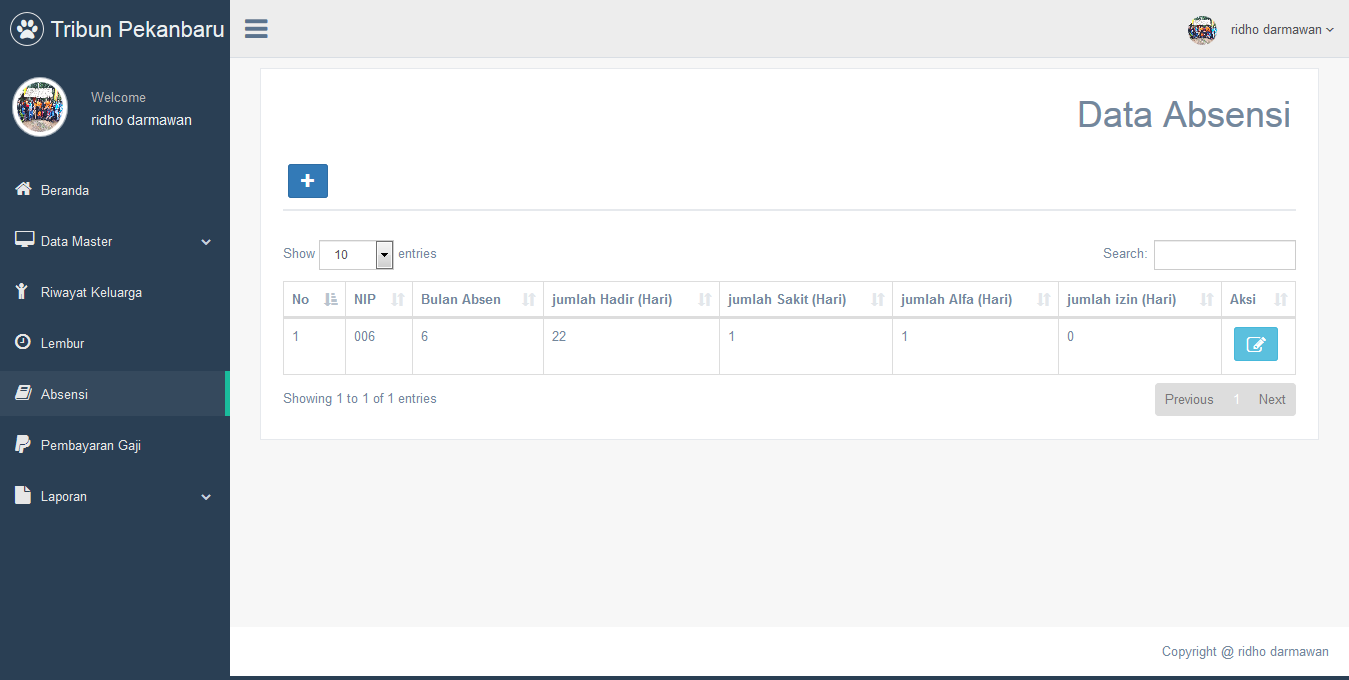 Tribun Pekanbaru
ridho darmawan
Welcome
ridho darmawan
Beranda
Data Master
Riwayat Keluarga
Lembur
Absensi
Pembayaran Gaji
Laporan
Data Absensi
Show 10 entries Search:
No NIP Bulan Absen jumlah Hadir (Hari) jumlah Sakit (Hari) jumlah Alfa (Hari) jumlah izin (Hari) Aksi
1 006 6 22 1 1 0
Showing 1 to 1 of 1 entries Previous 1 Next
Copyright @ ridho darmawan